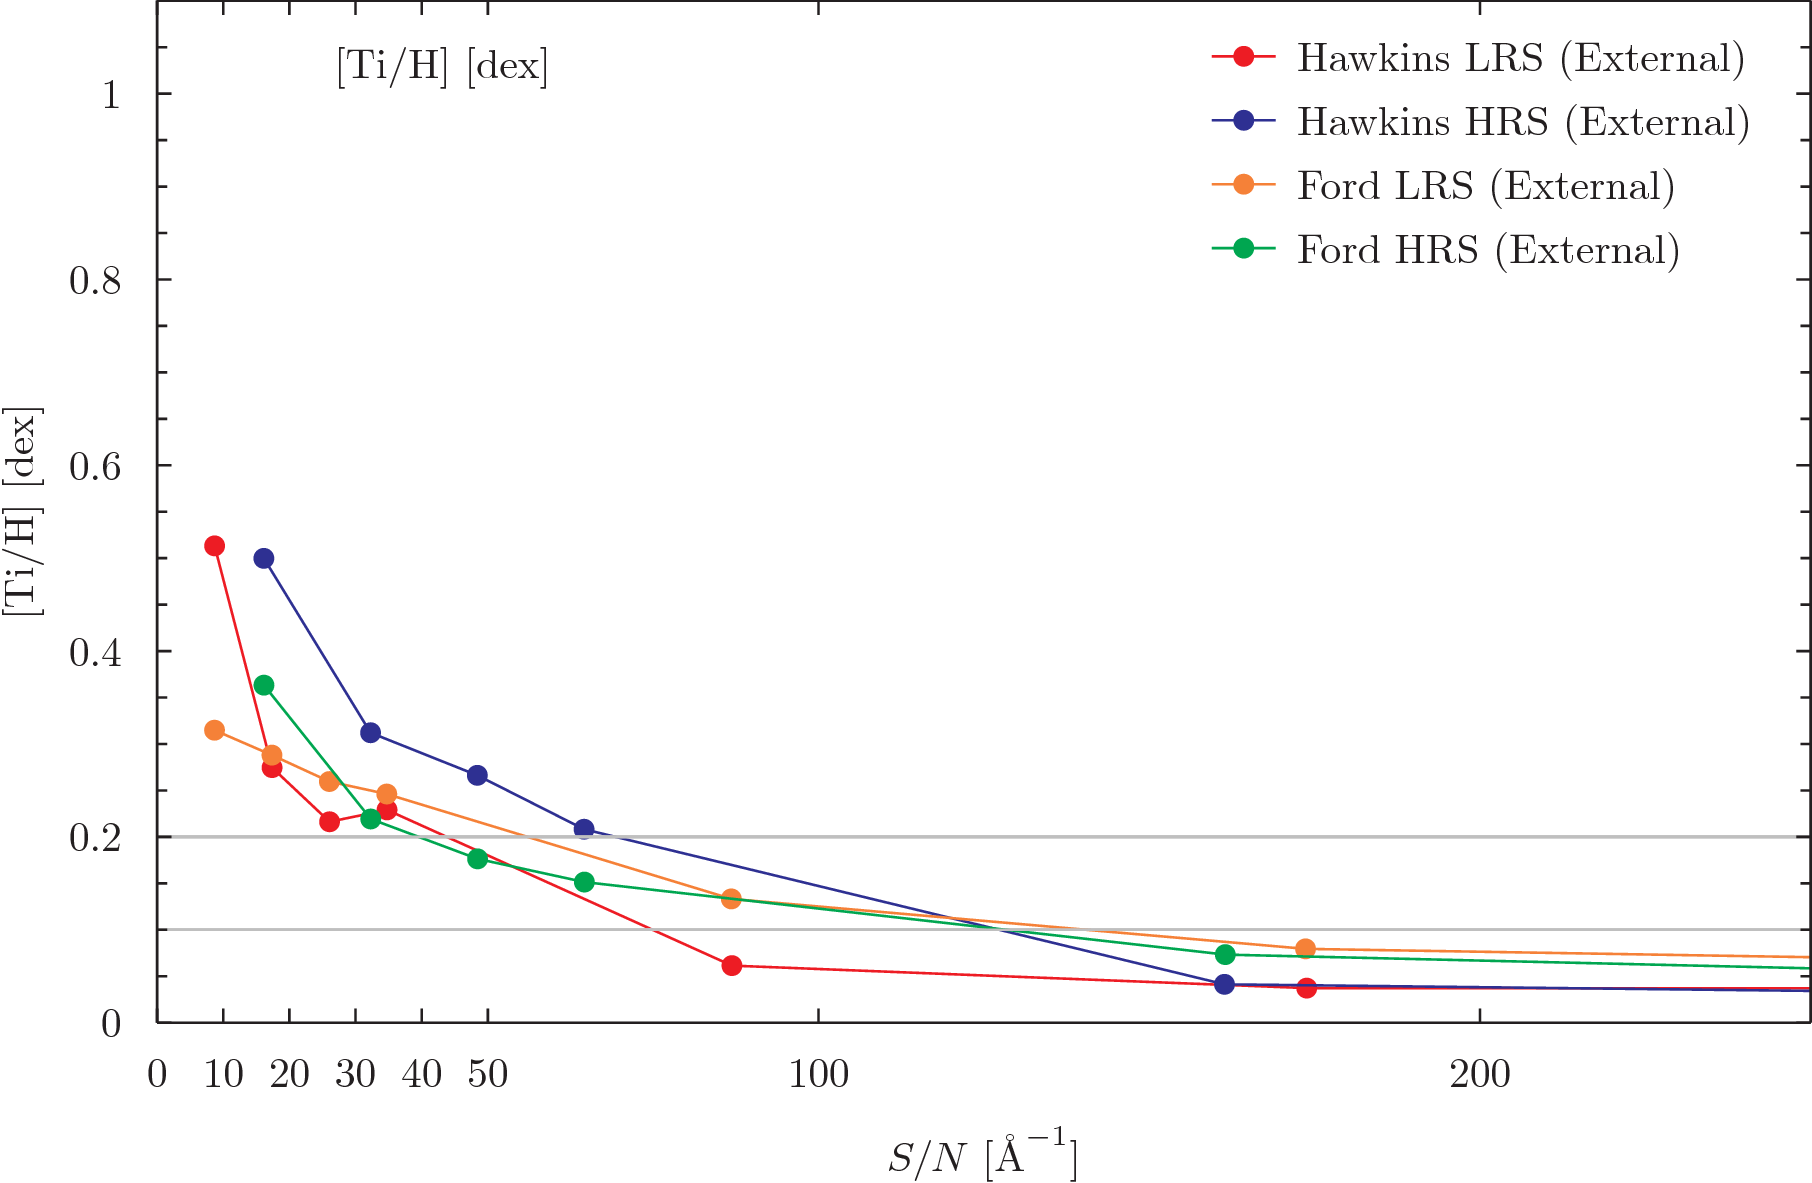 [Ti/H] [dex]
Hawkins LRS (External)
Hawkins HRS (External)
Ford LRS (External)
Ford HRS (External)
1
0.8
0.6
0.4
0.2
0
[Ti/H] [dex]
0 10 20 30 40 50 100 200
S/N [Å⁻¹]